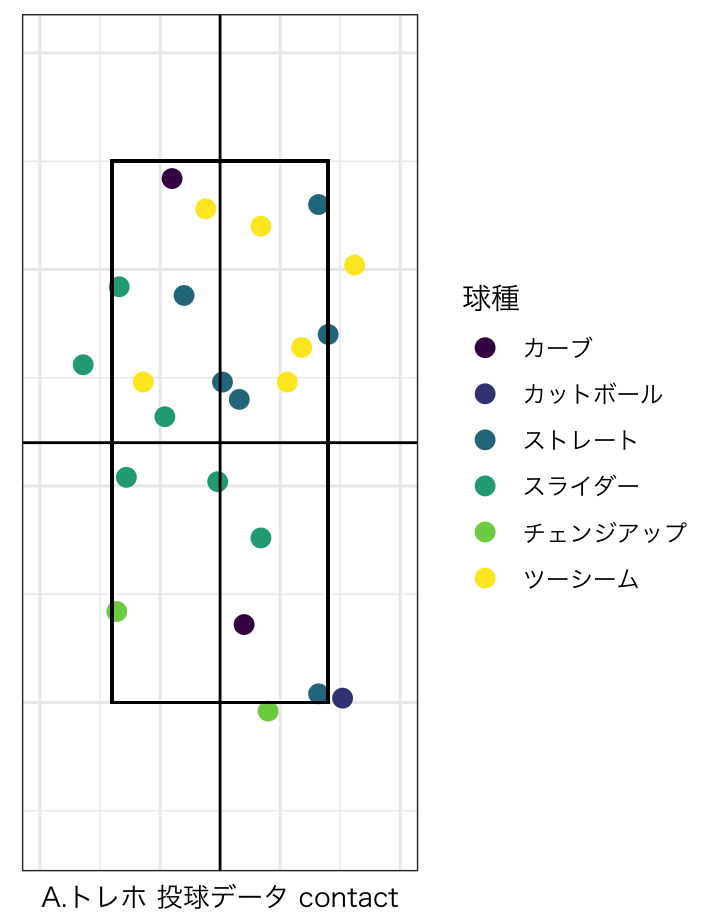 球種
カーブ
カットボール
ストレート
スライダー
チェンジアップ
ツーシーム
A.トレホ 投球データ contact